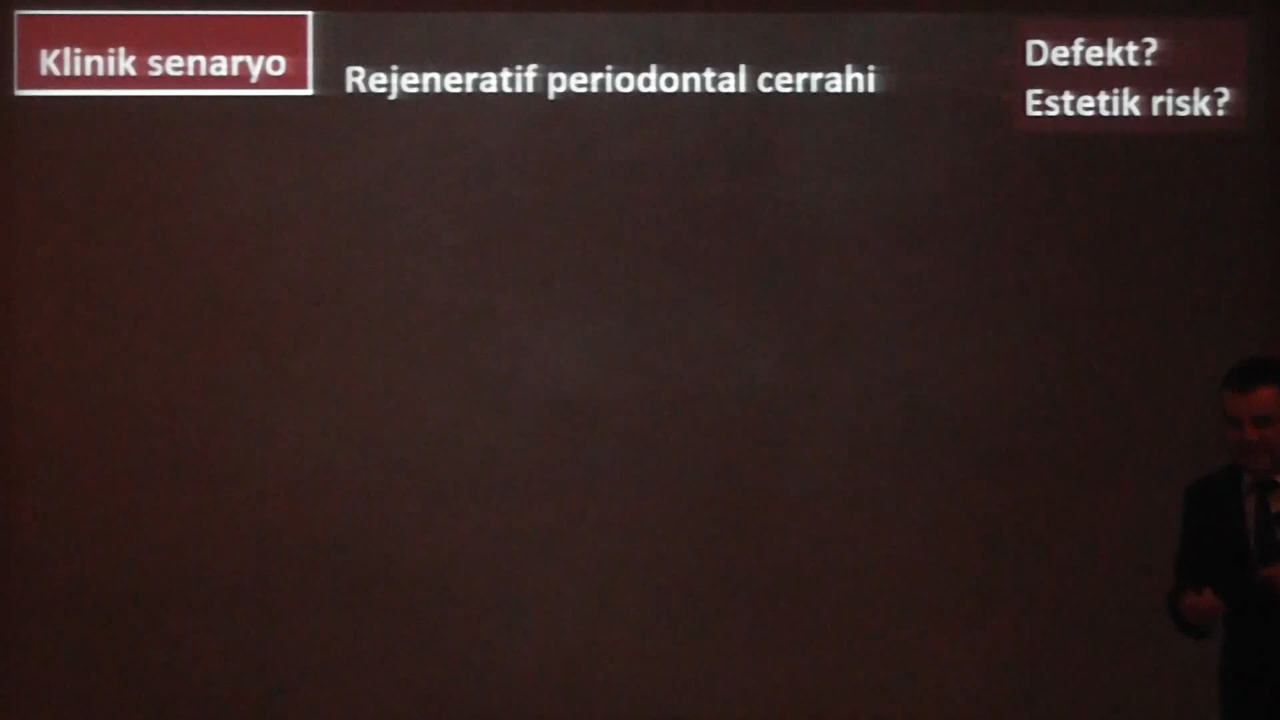 Klinik senaryo
Rejeneratif periodontal cerrahi
Defekt?
Estetik risk?